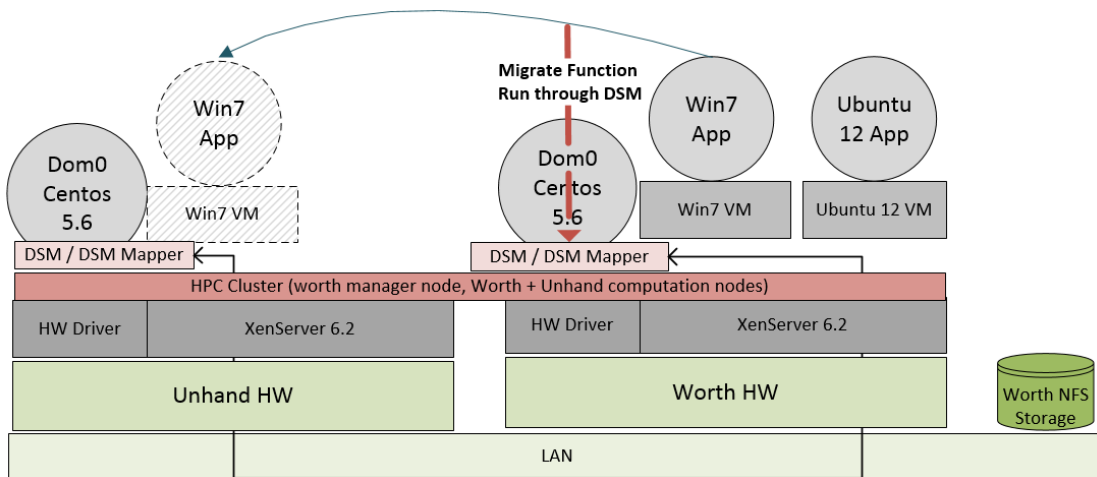 Migrate Function
Run through DSM
Win7
App
Win7
App
Ubuntu
12 App
Dom0
Centos
5.6
Dom0
Centos
5.6
Win7 VM
Win7 VM
Ubuntu 12 VM
DSM / DSM Mapper
DSM / DSM Mapper
HPC Cluster (worth manager node, Worth + Unhand computation nodes)
HW Driver
XenServer 6.2
HW Driver
XenServer 6.2
Unhand HW
Worth HW
Worth NFS
Storage
LAN